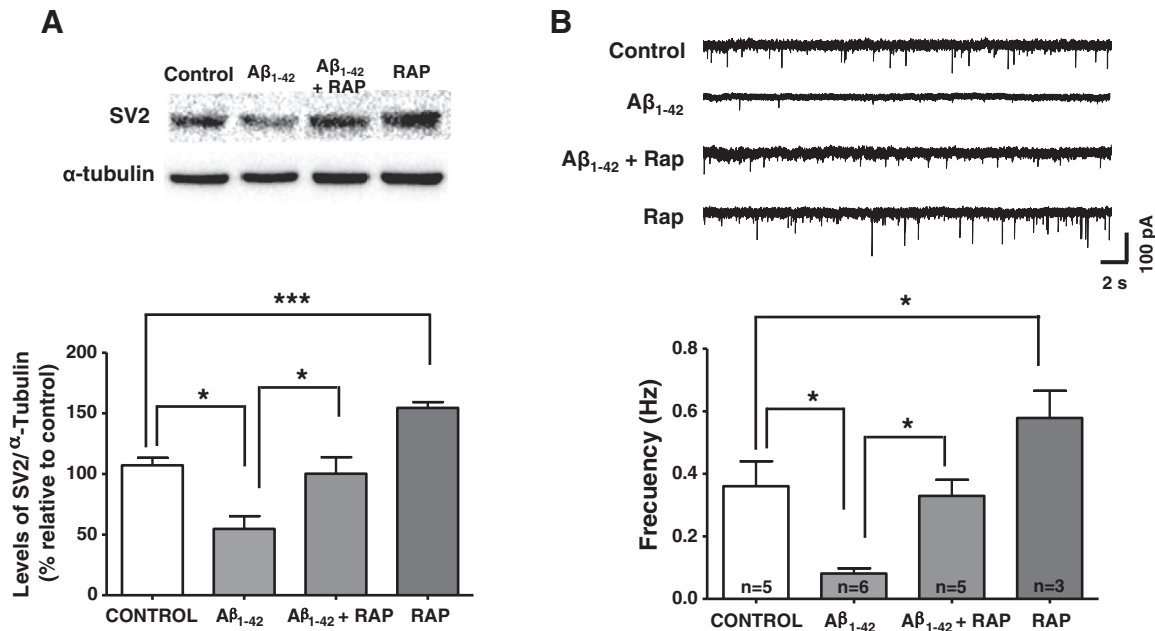 A
Control Aβ1-42 Aβ1-42 + RAP RAP
SV2
α-tubulin
***
*
*
Levels of SV2/α-Tubulin
(% relative to control)
200
150
100
50
0
CONTROL Aβ1-42 Aβ1-42 + RAP RAP
B
Control
Aβ1-42
Aβ1-42 + Rap
Rap
100 pA
2 s
*
*
*
Frecuency (Hz)
0.8
0.6
0.4
0.2
0.0
n=5 n=6 n=5 n=3
CONTROL Aβ1-42 Aβ1-42 + RAP RAP